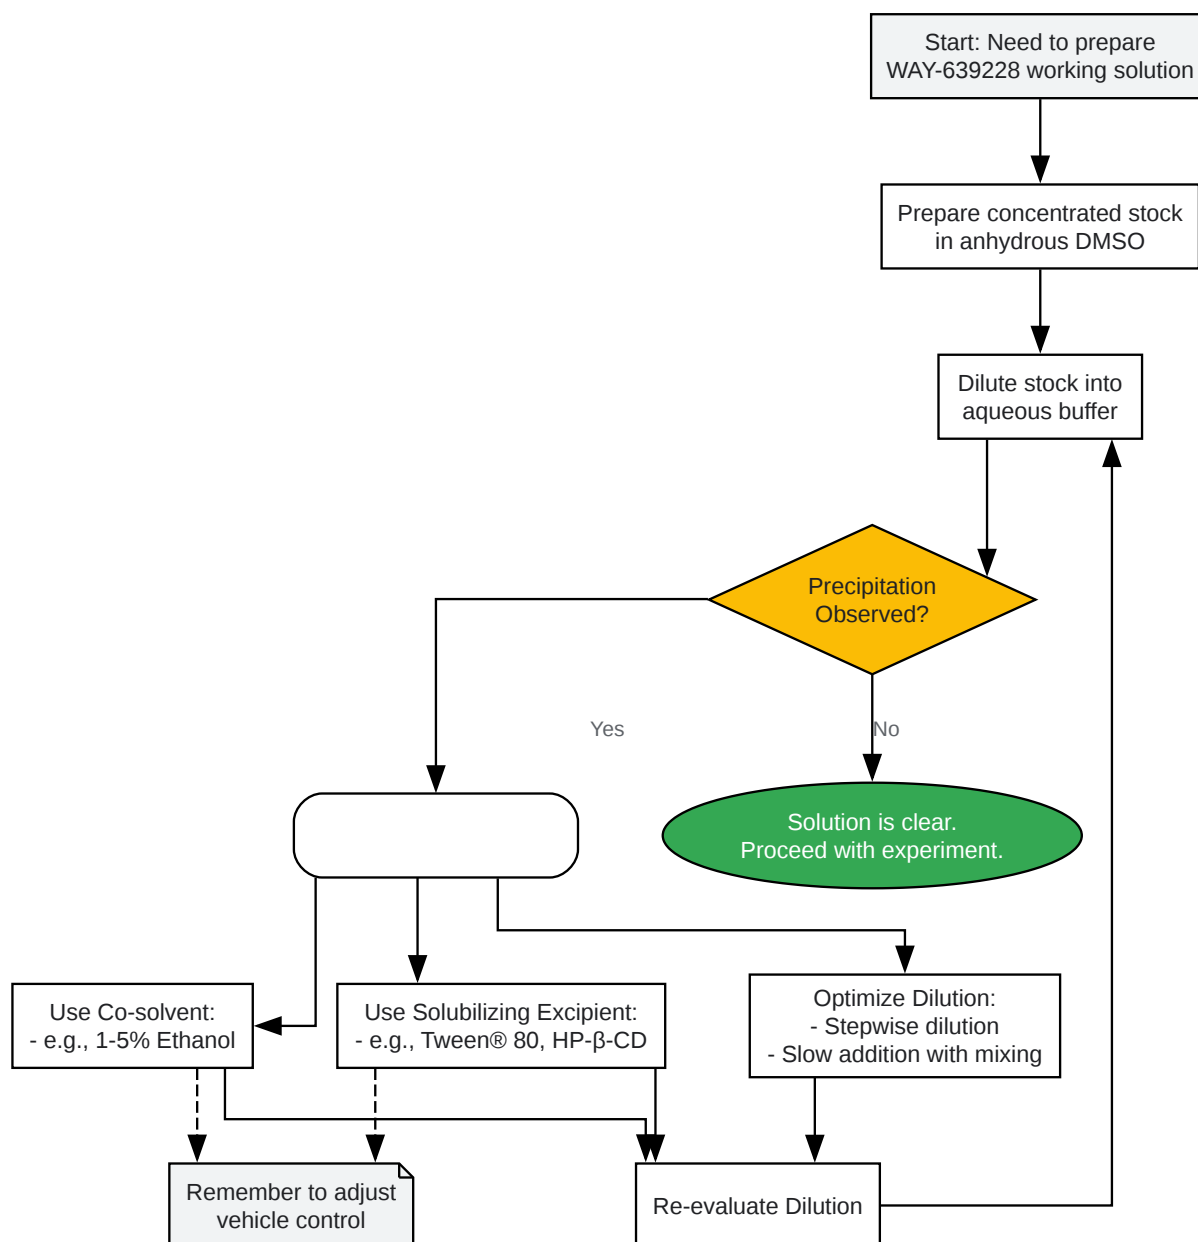 Start: Need to prepare
WAY-639228 working solution
Prepare concentrated stock
in anhydrous DMSO
Dilute stock into
aqueous buffer
Precipitation
Observed?
Yes
No
Solution is clear.
Proceed with experiment.
Use Co-solvent:
- e.g., 1-5% Ethanol
Use Solubilizing Excipient:
- e.g., Tween® 80, HP-β-CD
Optimize Dilution:
- Stepwise dilution
- Slow addition with mixing
Remember to adjust
vehicle control
Re-evaluate Dilution